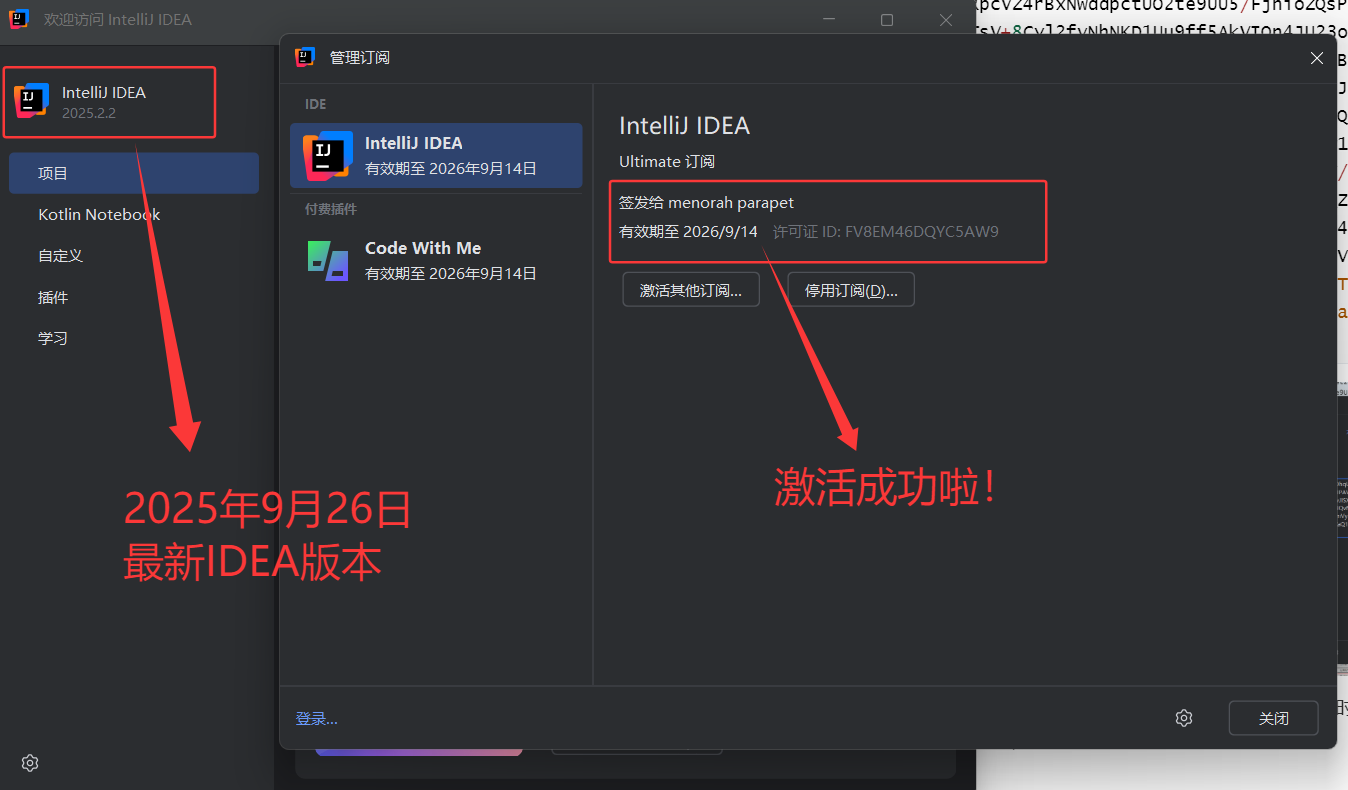 欢迎访问 IntelliJ IDEA
IntelliJ IDEA
2025.2.2
项目
Kotlin Notebook
自定义
插件
学习
管理订阅
IDE
IntelliJ IDEA
有效期至 2026年9月14日
付费插件
Code With Me
有效期至 2026年9月14日
IntelliJ IDEA
Ultimate 订阅
签发给 menorah parapet
有效期至 2026/9/14 许可证 ID: FV8EM46DQYC5AW9
激活其他订阅...
停用订阅(D)...
2025年9月26日
最新IDEA版本
激活成功啦!
登录...
关闭